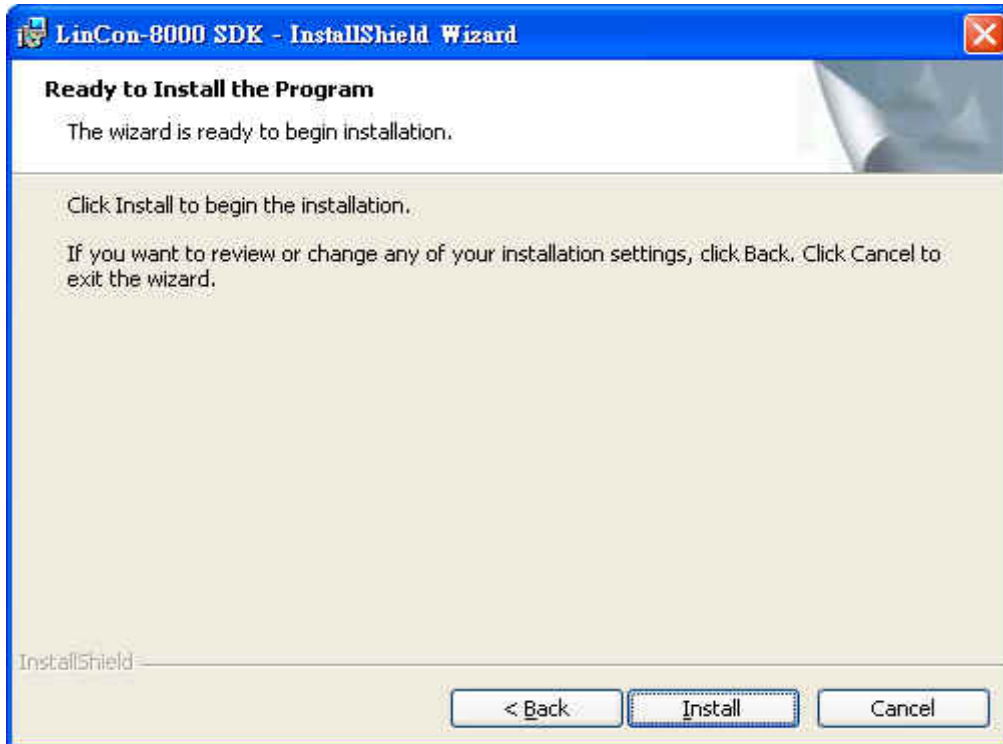 LinCon-8000 SDK - InstallShield Wizard
Ready to Install the Program
The wizard is ready to begin installation.
Click Install to begin the installation.
If you want to review or change any of your installation settings, click Back. Click Cancel to
exit the wizard.
InstallShield
< Back Install Cancel